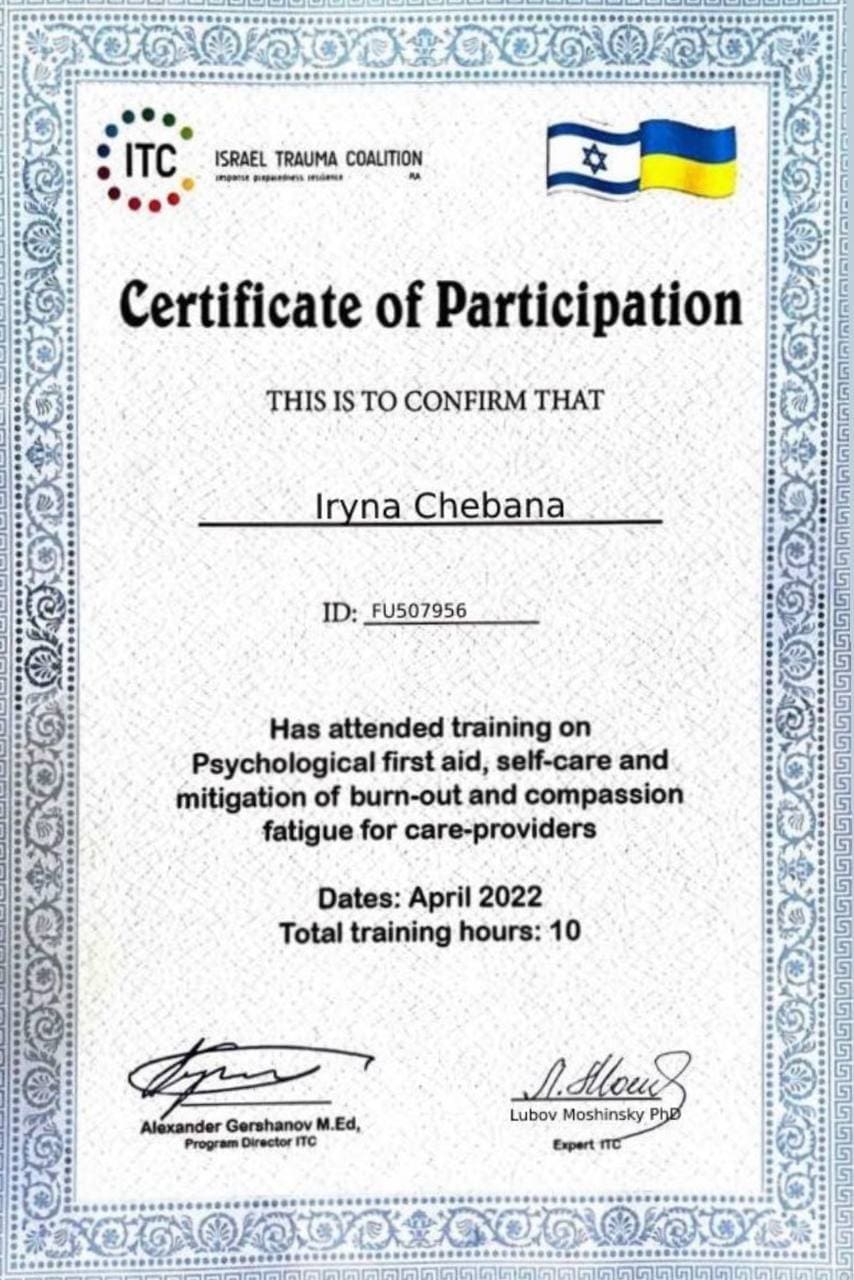 ITC
ISRAEL TRAUMA COALITION
response preparedness resilience RA
Certificate of Participation
THIS IS TO CONFIRM THAT
Iryna Chebana
ID: FU507956
Has attended training on
Psychological first aid, self-care and
mitigation of burn-out and compassion
fatigue for care-providers
Dates: April 2022
Total training hours: 10
Alexander Gershanov M.Ed,
Program Director ITC
Lubov Moshinsky PhD
Expert ITC